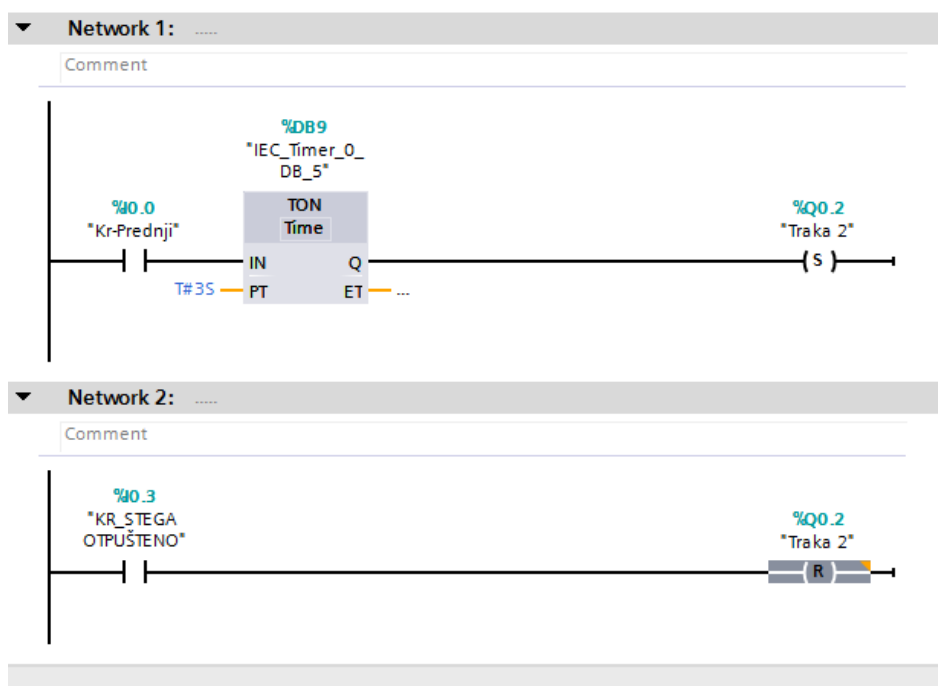 Network 1: .....
Comment
%DB9
"IEC_Timer_0_
DB_5"
%I0.0
"Kr-Prednji"
TON
Time
%Q0.2
"Traka 2"
IN Q
( S )
T#3S PT ET ...
Network 2: .....
Comment
%I0.3
"KR_STEGA
OTPUŠTENO"
%Q0.2
"Traka 2"
( R )